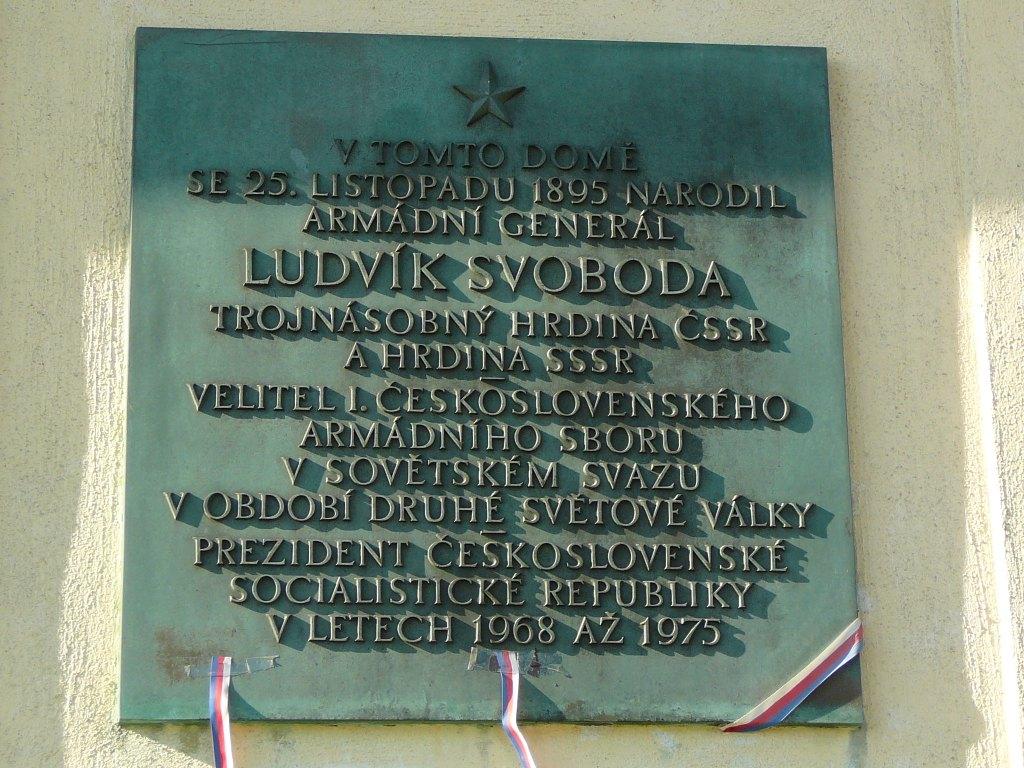 V TOMTO DOMĚ
SE 25. LISTOPADU 1895 NARODIL
ARMÁDNÍ GENERÁL
LUDVÍK SVOBODA
TROJNÁSOBNÝ HRDINA ČSSR
A HRDINA SSSR
VELITEL I. ČESKOSLOVENSKÉHO
ARMÁDNÍHO SBORU
V SOVĚTSKÉM SVAZU
V OBDOBÍ DRUHÉ SVĚTOVÉ VÁLKY
PREZIDENT ČESKOSLOVENSKÉ
SOCIALISTICKÉ REPUBLIKY
V LETECH 1968 AŽ 1975